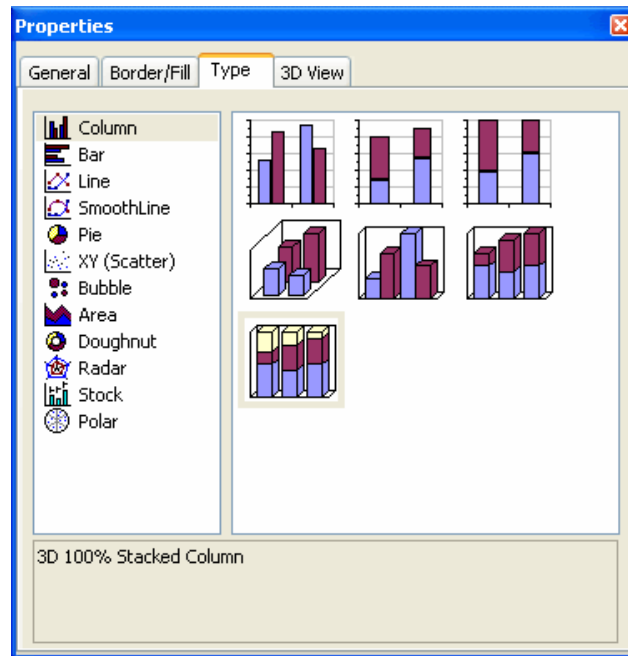 Properties
General Border/Fill Type 3D View
Column
Bar
Line
SmoothLine
Pie
XY (Scatter)
Bubble
Area
Doughnut
Radar
Stock
Polar
3D 100% Stacked Column